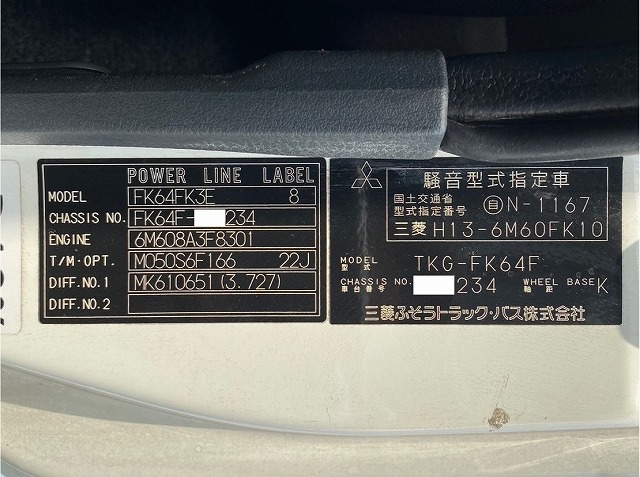 POWER LINE LABEL
MODEL FK64FK3E 8
CHASSIS NO. FK64F- 234
ENGINE 6M608A3F8301
T/M・OPT. M050S6F166 22J
DIFF.NO.1 MK610651(3.727)
DIFF.NO.2
騒音型式指定車
国土交通省
型式指定番号 自N-1167
三菱 H13-6M60FK10
MODEL
型式 TKG-FK64F
CHASSIS NO.
車台番号 234 WHEEL BASE
軸距 K
三菱ふそうトラック・バス株式会社